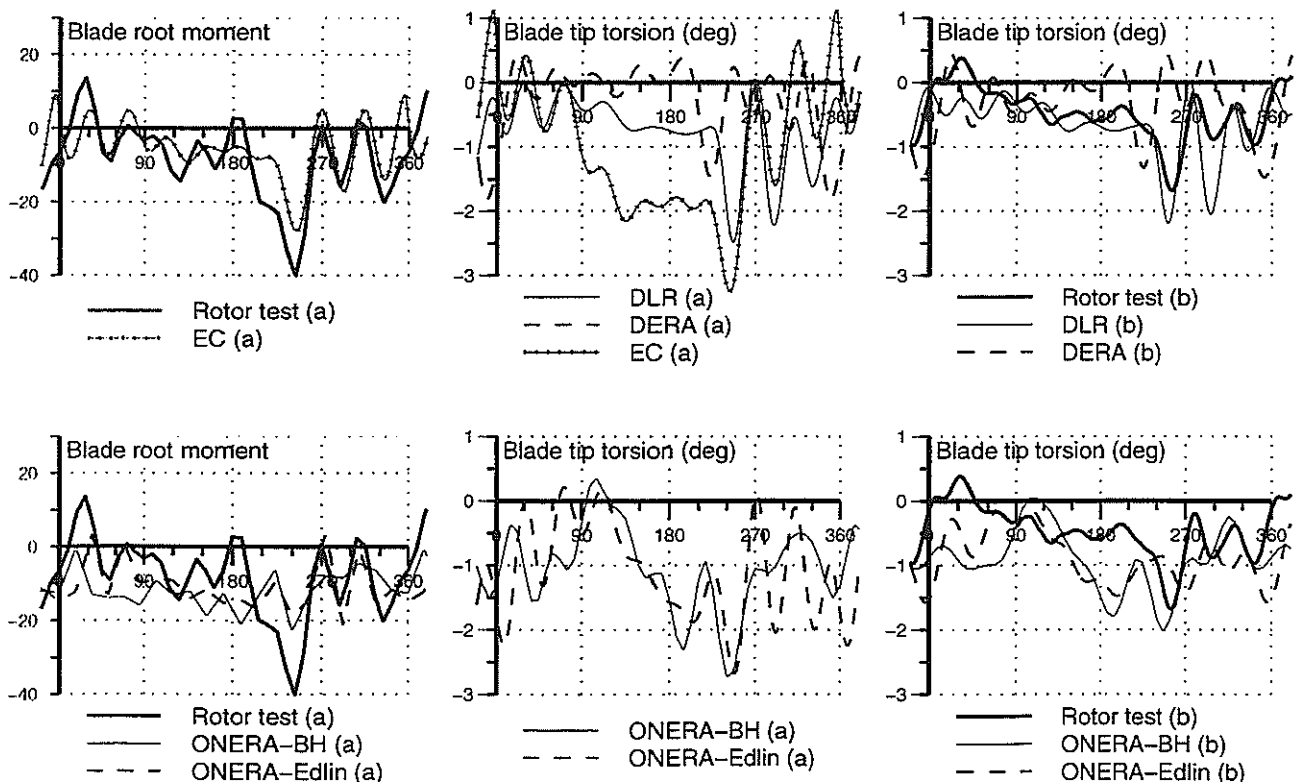 Blade root moment
20
0
-20
-40
0
90
180
270
360
Rotor test (a)
EC (a)
1
Blade tip torsion (deg)
0
-1
-2
-3
90
180
270
360
DLR (a)
DERA (a)
EC (a)
1
Blade tip torsion (deg)
0
-1
-2
-3
0
90
180
270
360
Rotor test (b)
DLR (b)
DERA (b)
Blade root moment
20
0
-20
-40
0
90
180
270
360
Rotor test (a)
ONERA-BH (a)
ONERA-Edlin (a)
1
Blade tip torsion (deg)
0
-1
-2
-3
90
180
270
360
ONERA-BH (a)
ONERA-Edlin (a)
1
Blade tip torsion (deg)
0
-1
-2
-3
0
90
180
270
360
Rotor test (b)
ONERA-BH (b)
ONERA-Edlin (b)